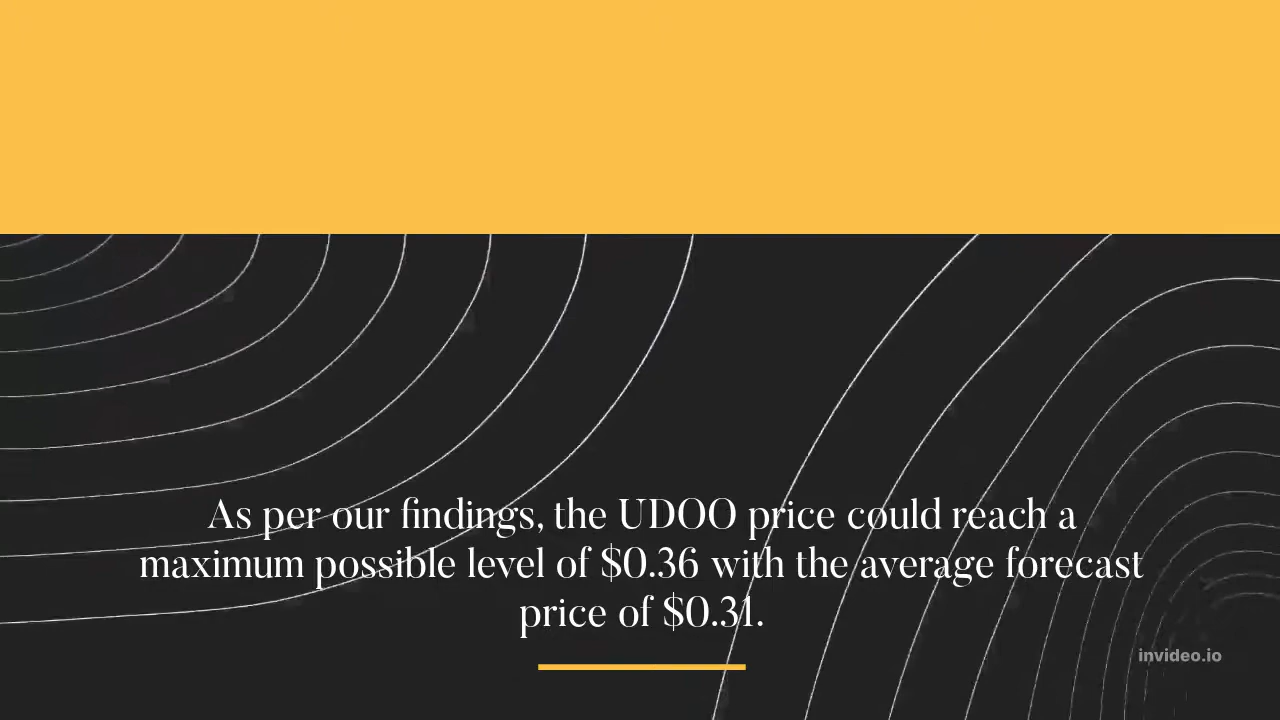 As per our findings, the UDOO price could reach a
maximum possible level of $0.36 with the average forecast
price of $0.31.
invideo.io